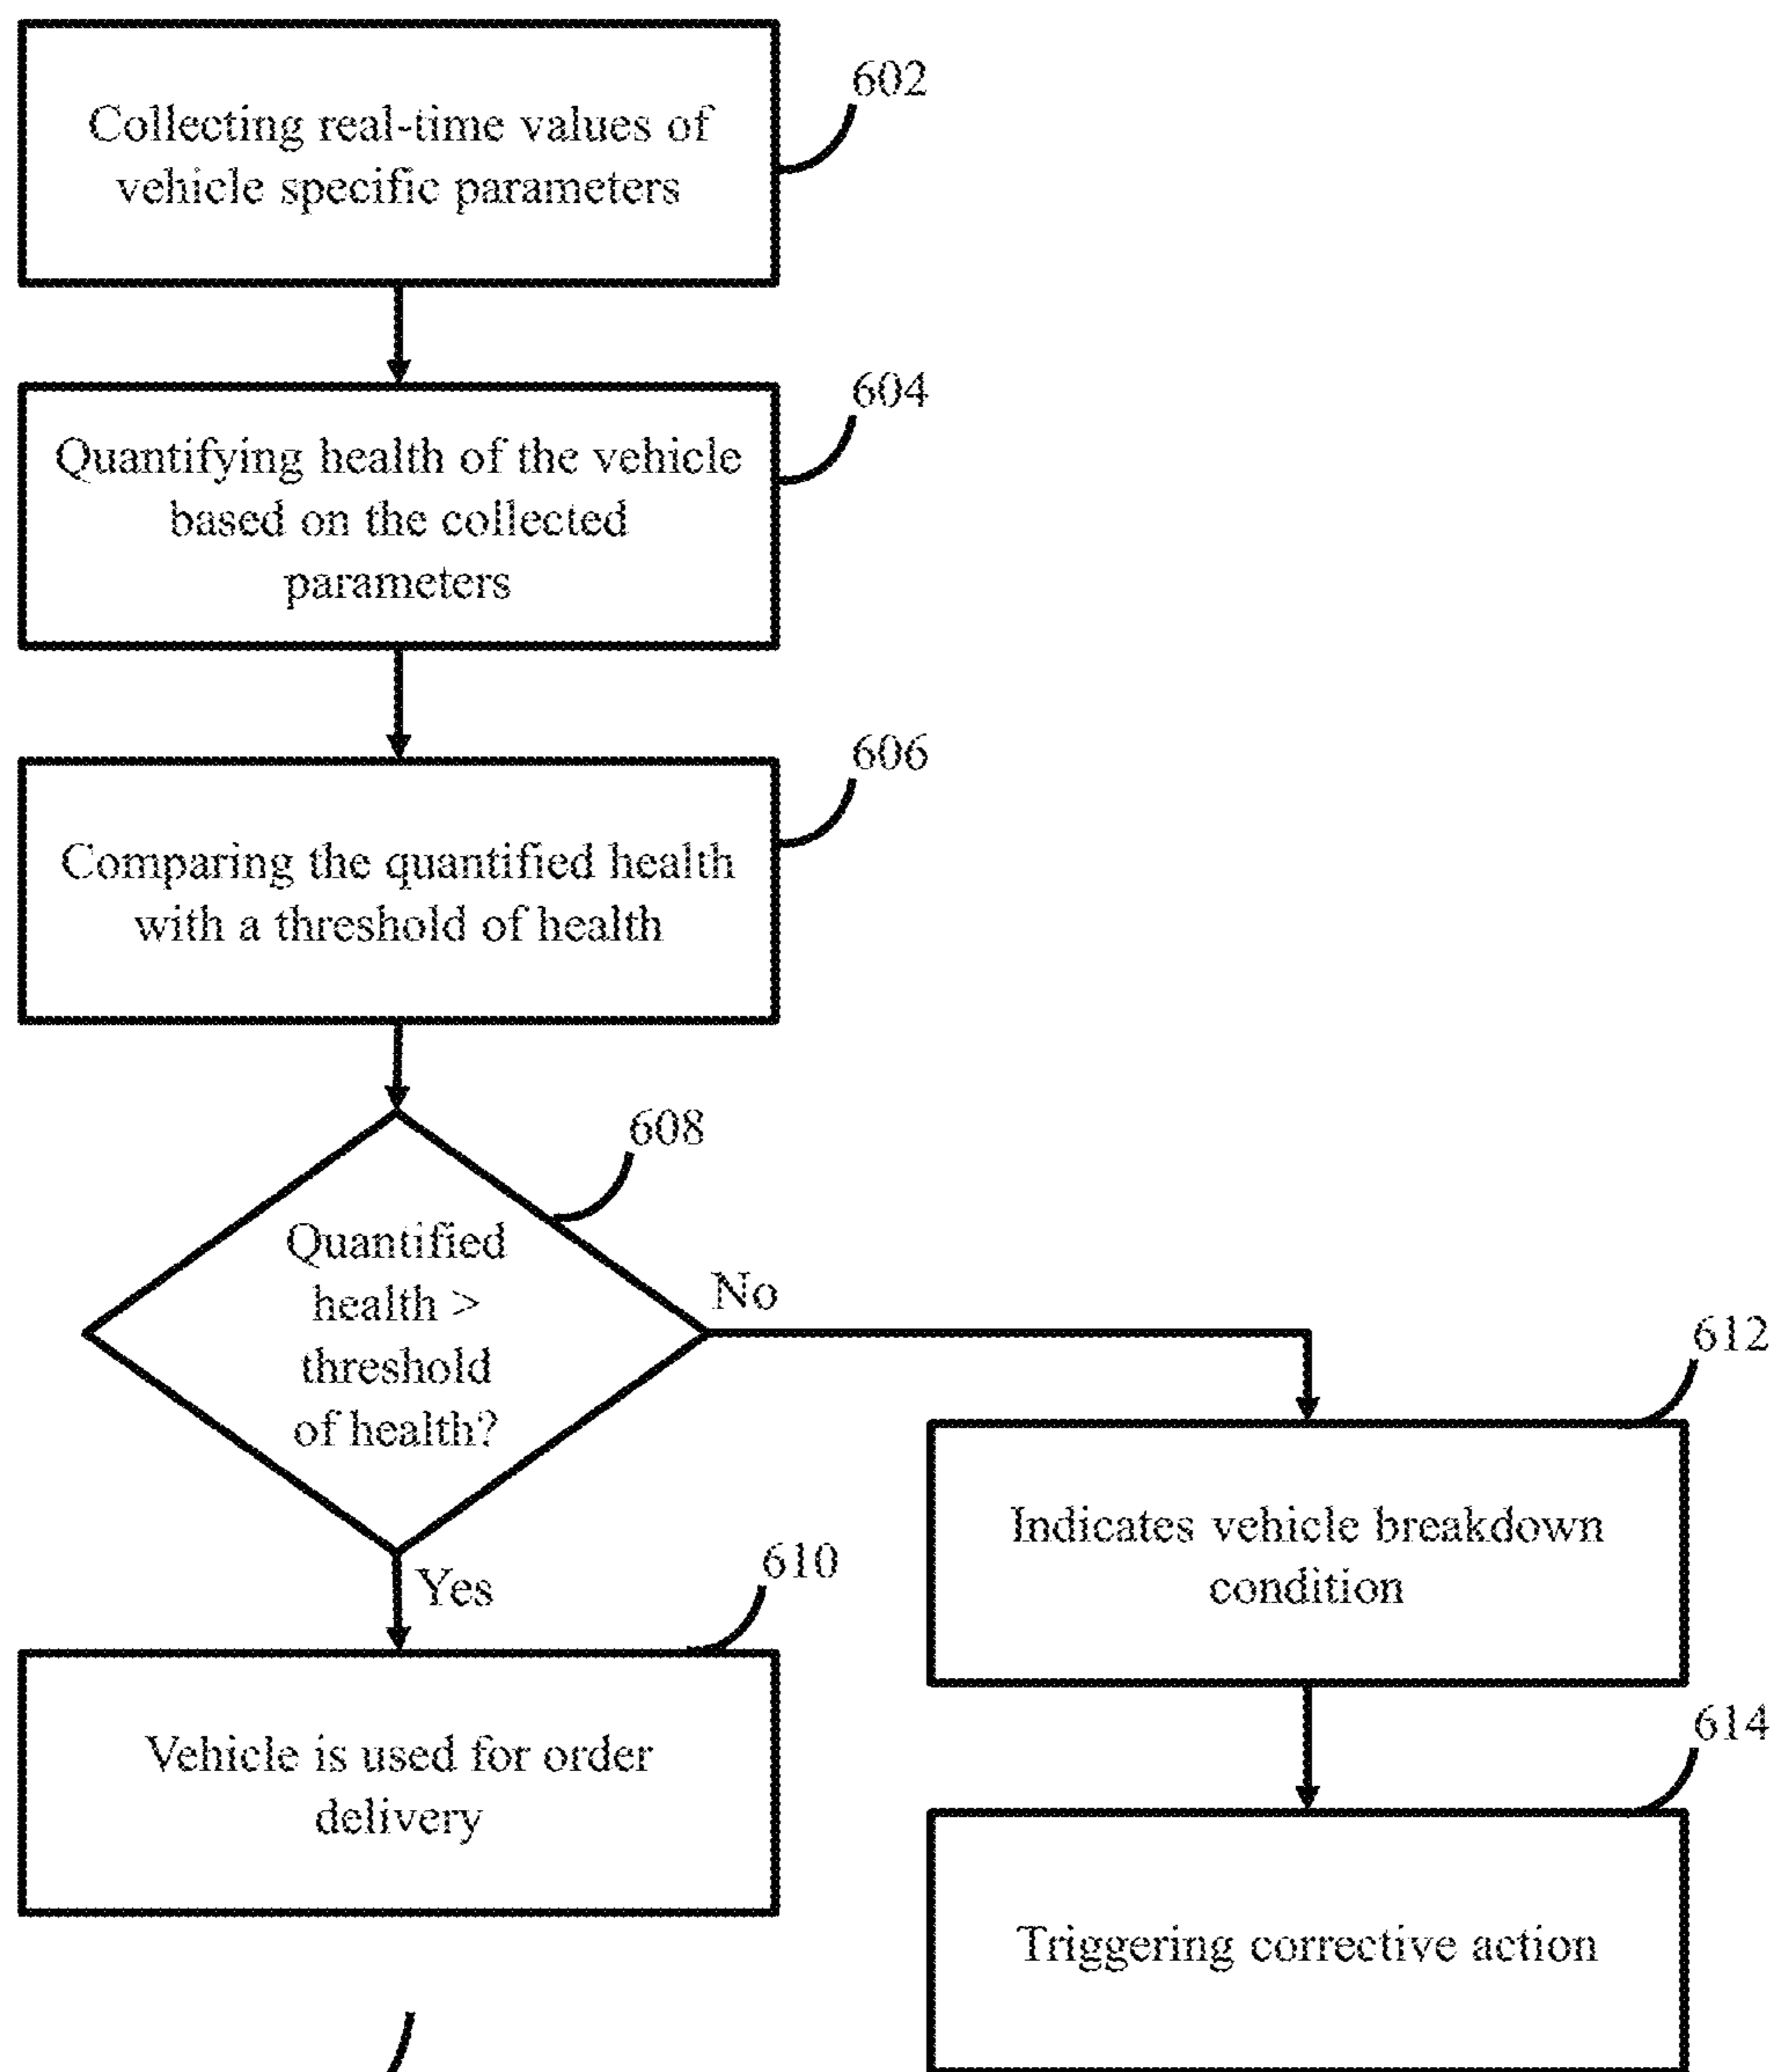 602
Collecting real-time values of
vehicle specific parameters
604
Quantifying health of the vehicle
based on the collected
parameters
606
Comparing the quantified health
with a threshold of health
608
Quantified
health >
threshold
of health?
No
Yes
610
Vehicle is used for order
delivery
612
Indicates vehicle breakdown
condition
614
Triggering corrective action